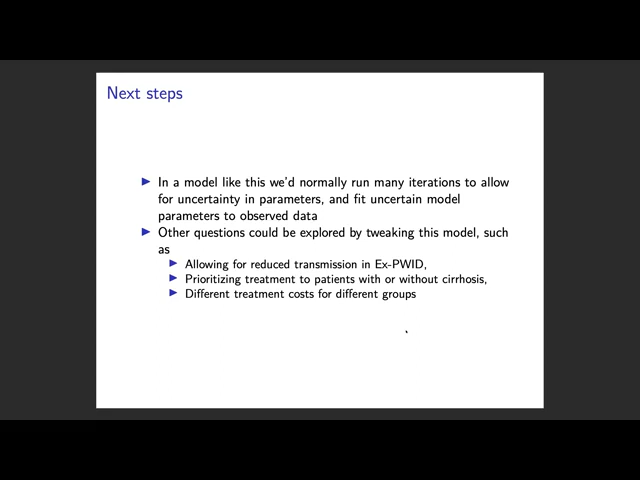 Next steps
In a model like this we'd normally run many iterations to allow
for uncertainty in parameters, and fit uncertain model
parameters to observed data
Other questions could be explored by tweaking this model, such
as
Allowing for reduced transmission in Ex-PWID,
Prioritizing treatment to patients with or without cirrhosis,
Different treatment costs for different groups